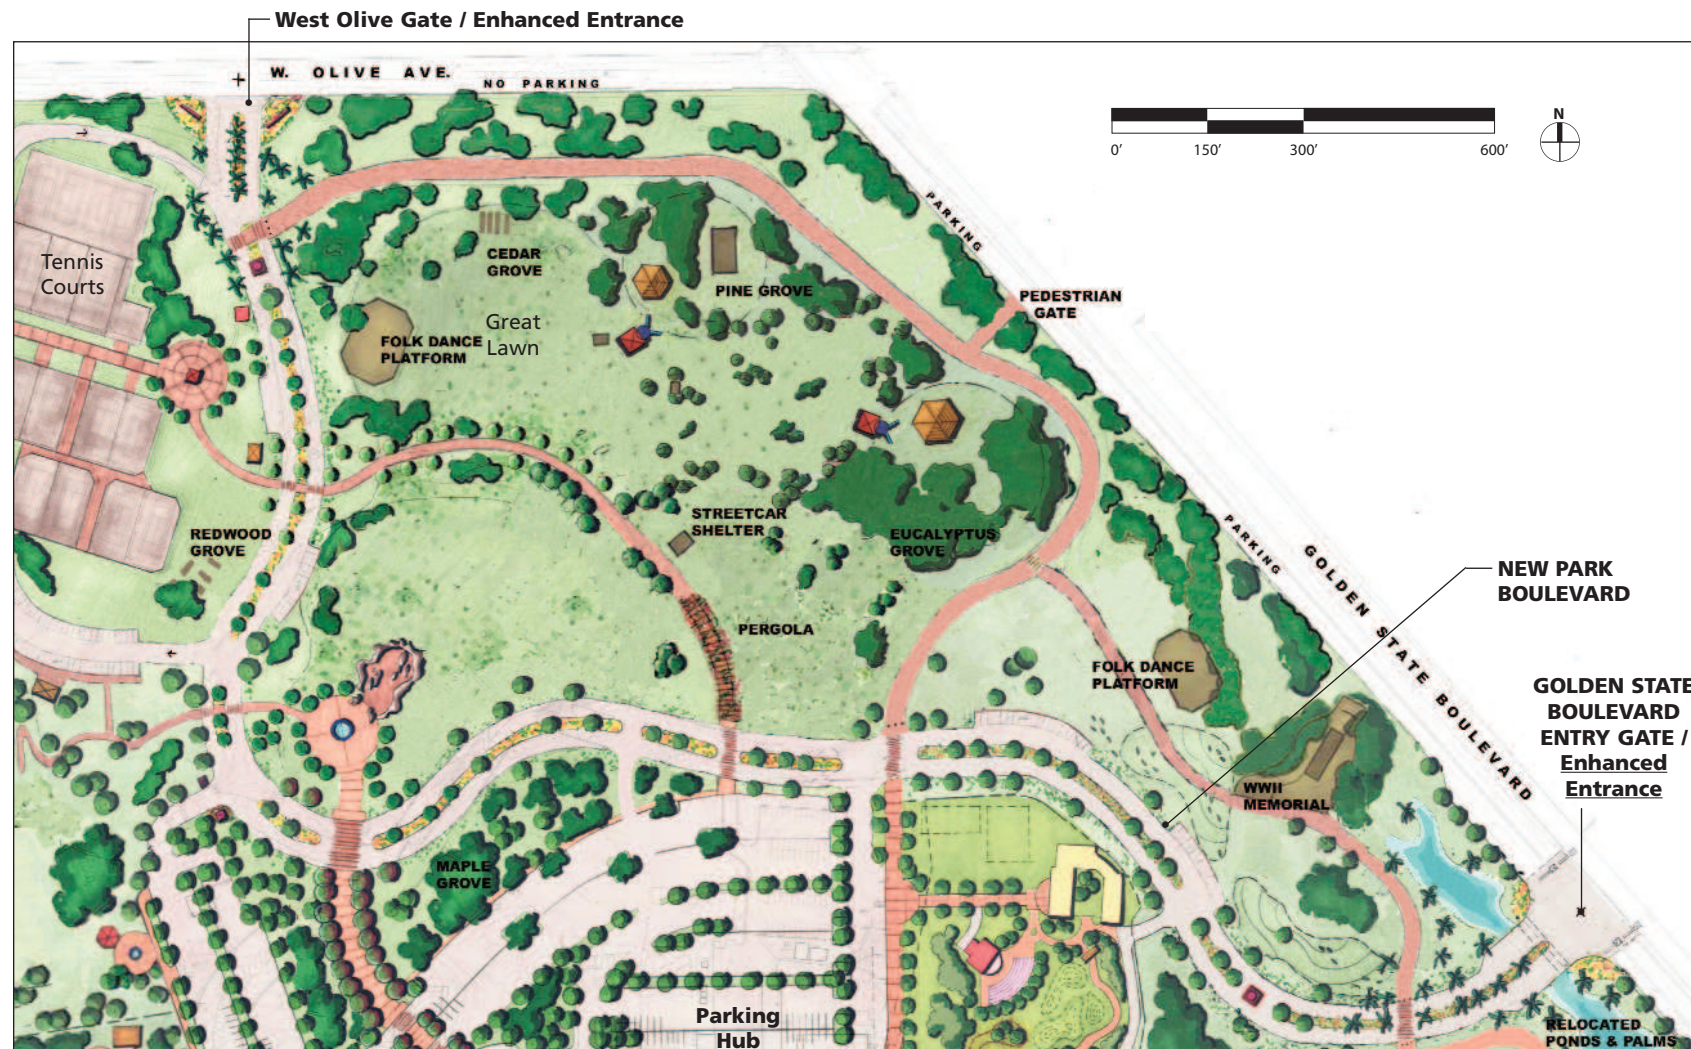 West Olive Gate / Enhanced Entrance
W. OLIVE AVE.
NO PARKING
N
0' 150' 300' 600'
PARKING
Tennis
Courts
CEDAR
GROVE
PINE GROVE
PEDESTRIAN
GATE
Great
Lawn
FOLK DANCE
PLATFORM
STREETCAR
SHELTER
EUCALYPTUS
GROVE
REDWOOD
GROVE
PARKING
GOLDEN STATE BOULEVARD
NEW PARK
BOULEVARD
PERGOLA
FOLK DANCE
PLATFORM
GOLDEN STATE
BOULEVARD
ENTRY GATE /
Enhanced
Entrance
WWII
MEMORIAL
MAPLE
GROVE
Parking
Hub
RELOCATED
PONDS & PALMS